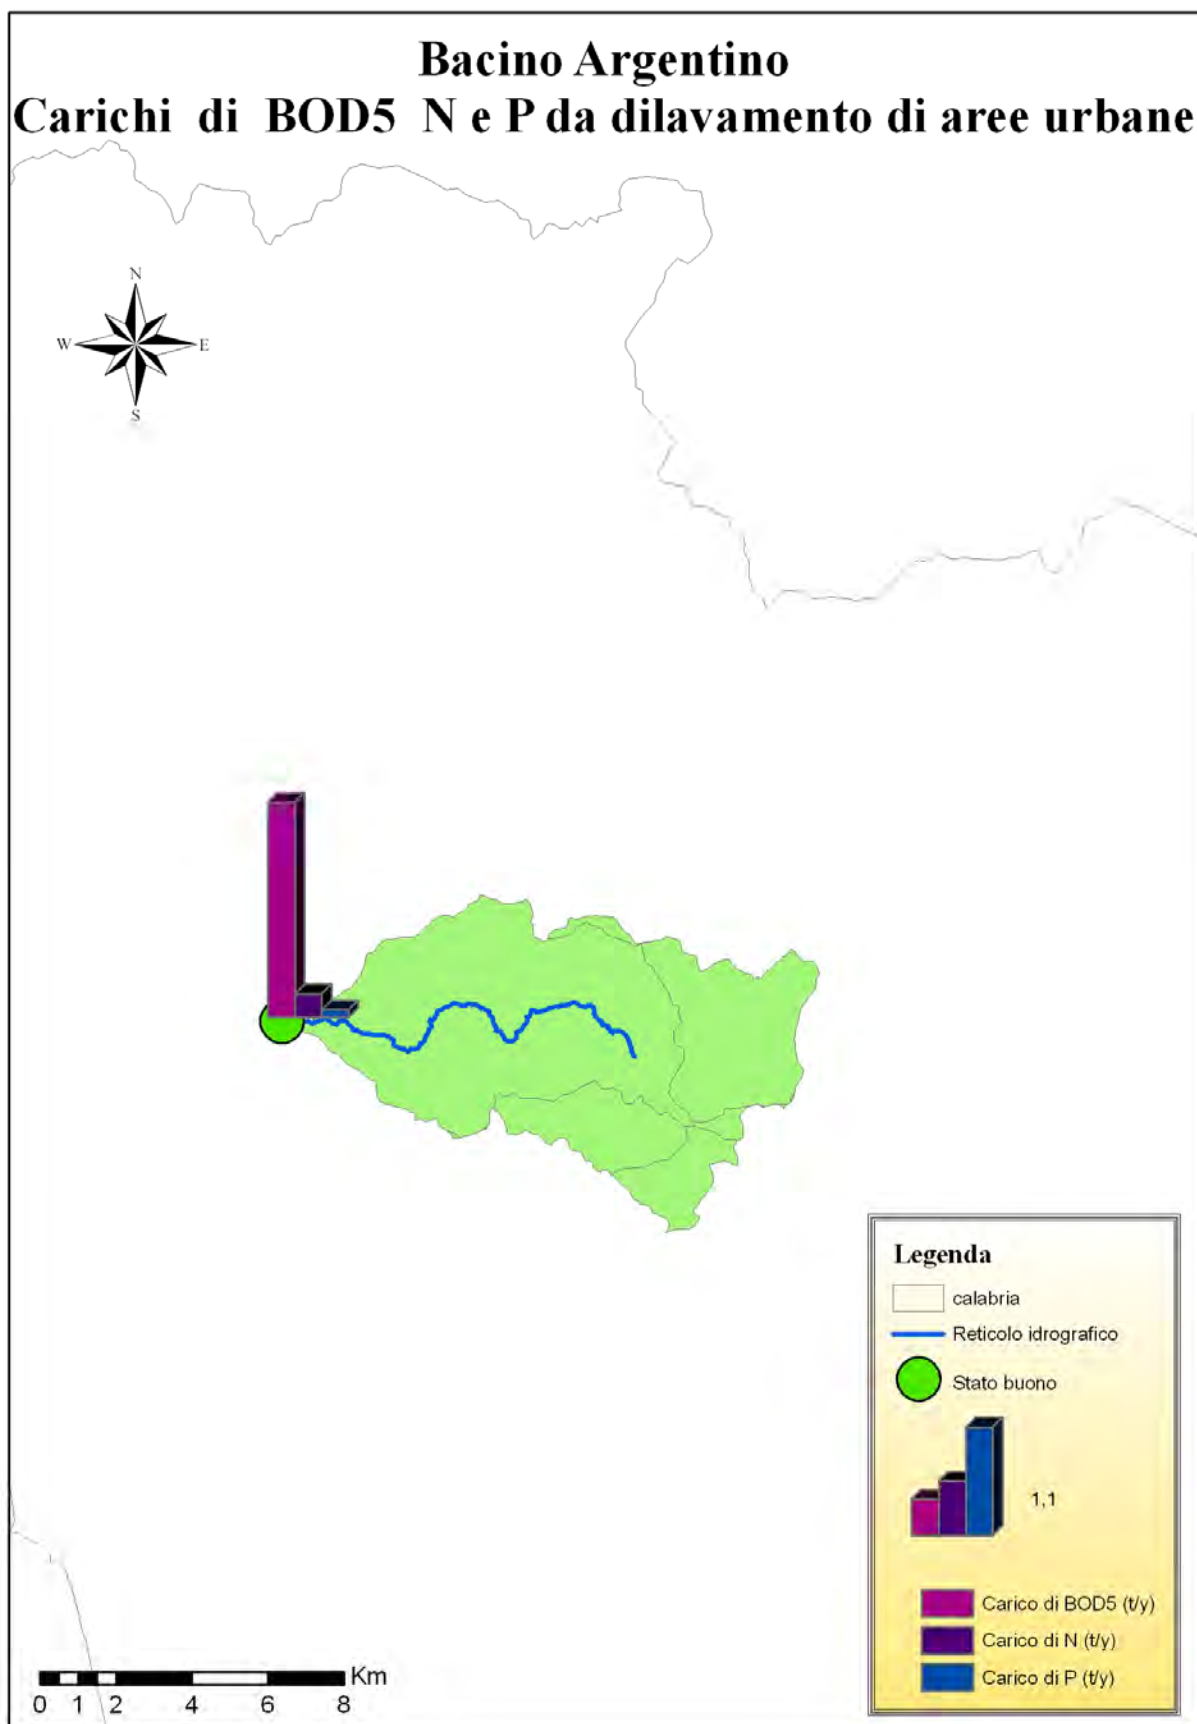 Bacino Argentino
Carichi di BOD5 N e P da dilavamento di aree urbane
N
W E
S
Legenda
calabria
Reticolo idrografico
Stato buono
1,1
Carico di BOD5 (t/y)
Carico di N (t/y)
Carico di P (t/y)
Km
0 1 2 4 6 8